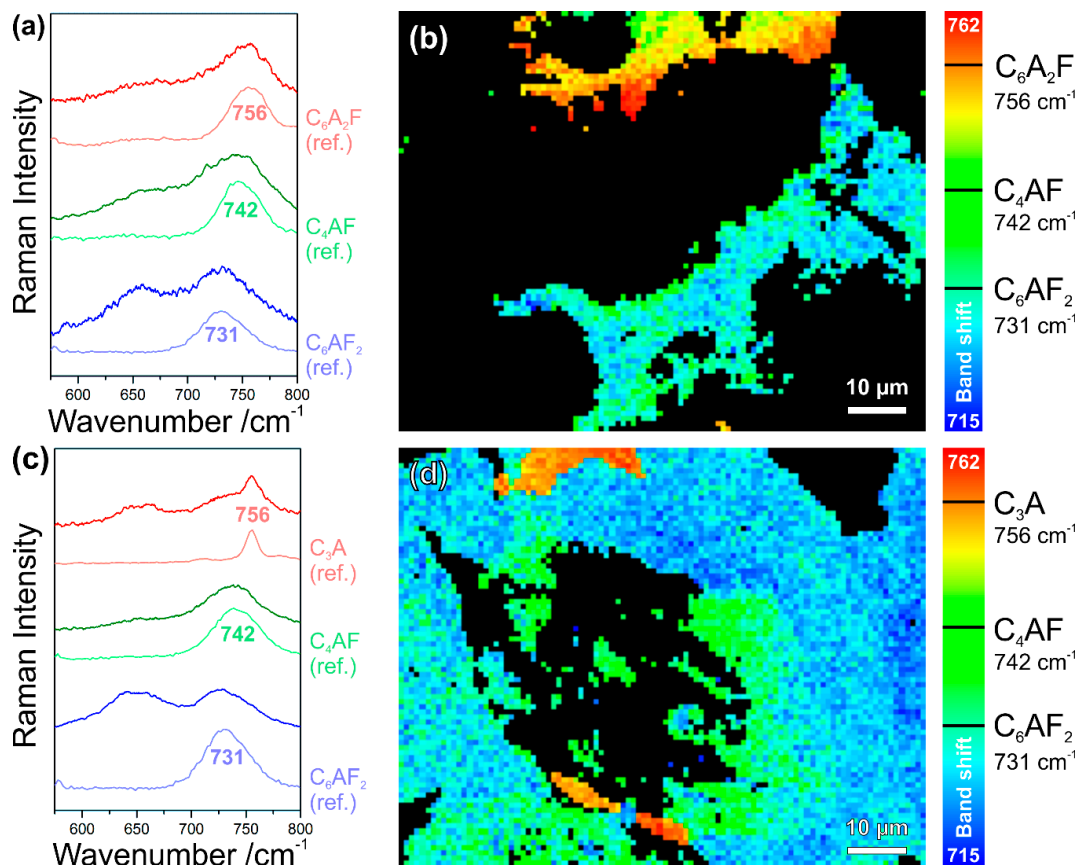 (a)
Raman Intensity
756
C₆A₂F
(ref.)
742
C₄AF
(ref.)
731
C₆AF₂
(ref.)
600 650 700 750 800
Wavenumber /cm⁻¹
(b)
10 µm
762
C₆A₂F
756 cm⁻¹
C₄AF
742 cm⁻¹
C₆AF₂
731 cm⁻¹
Band shift
715
(c)
Raman Intensity
756
C₃A
(ref.)
742
C₄AF
(ref.)
731
C₆AF₂
(ref.)
600 650 700 750 800
Wavenumber /cm⁻¹
(d)
10 µm
762
C₃A
756 cm⁻¹
C₄AF
742 cm⁻¹
C₆AF₂
731 cm⁻¹
Band shift
715